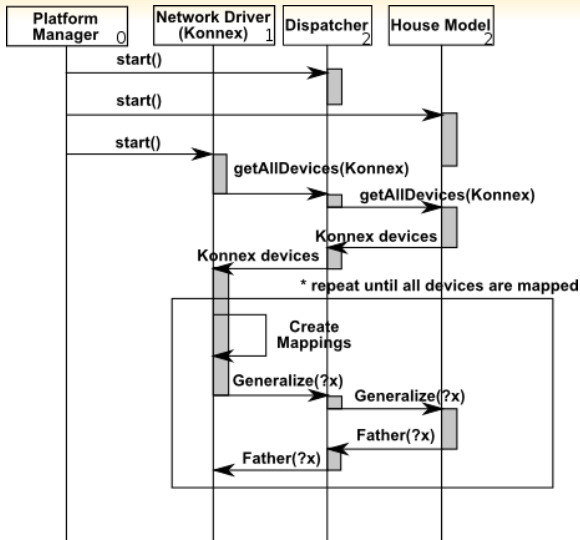 Platform Manager 0
Network Driver (Konnex) 1
Dispatcher 2
House Model 2
start()
start()
start()
getAllDevices(Konnex)
getAllDevices(Konnex)
Konnex devices
Konnex devices
* repeat until all devices are mapped
Create
Mappings
Generalize(?x)
Generalize(?x)
Father(?x)
Father(?x)